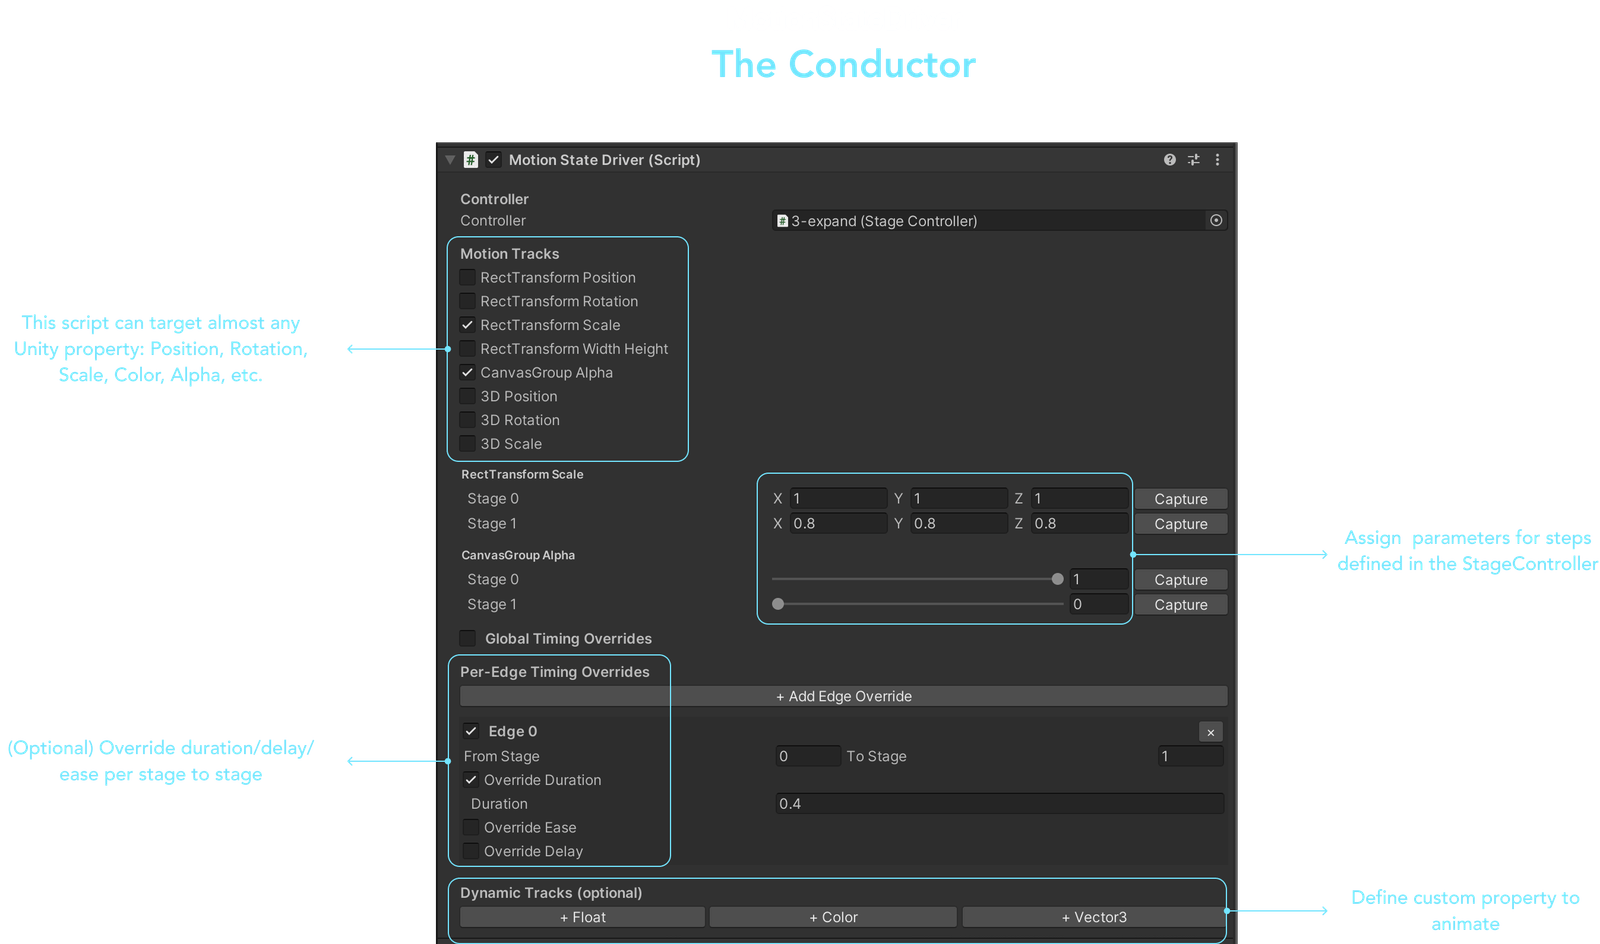 The Conductor
# Motion State Driver (Script)
Controller
Controller # 3-expand (Stage Controller)
Motion Tracks
RectTransform Position
RectTransform Rotation
RectTransform Scale
RectTransform Width Height
CanvasGroup Alpha
3D Position
3D Rotation
3D Scale
This script can target almost any
Unity property: Position, Rotation,
Scale, Color, Alpha, etc.
RectTransform Scale
Stage 0 X 1 Y 1 Z 1 Capture
Stage 1 X 0.8 Y 0.8 Z 0.8 Capture
CanvasGroup Alpha
Stage 0 1 Capture
Stage 1 0 Capture
Assign parameters for steps
defined in the StageController
Global Timing Overrides
Per-Edge Timing Overrides
+ Add Edge Override
Edge 0 ×
From Stage 0 To Stage 1
Override Duration
Duration 0.4
Override Ease
Override Delay
(Optional) Override duration/delay/
ease per stage to stage
Dynamic Tracks (optional)
+ Float + Color + Vector3
Define custom property to
animate